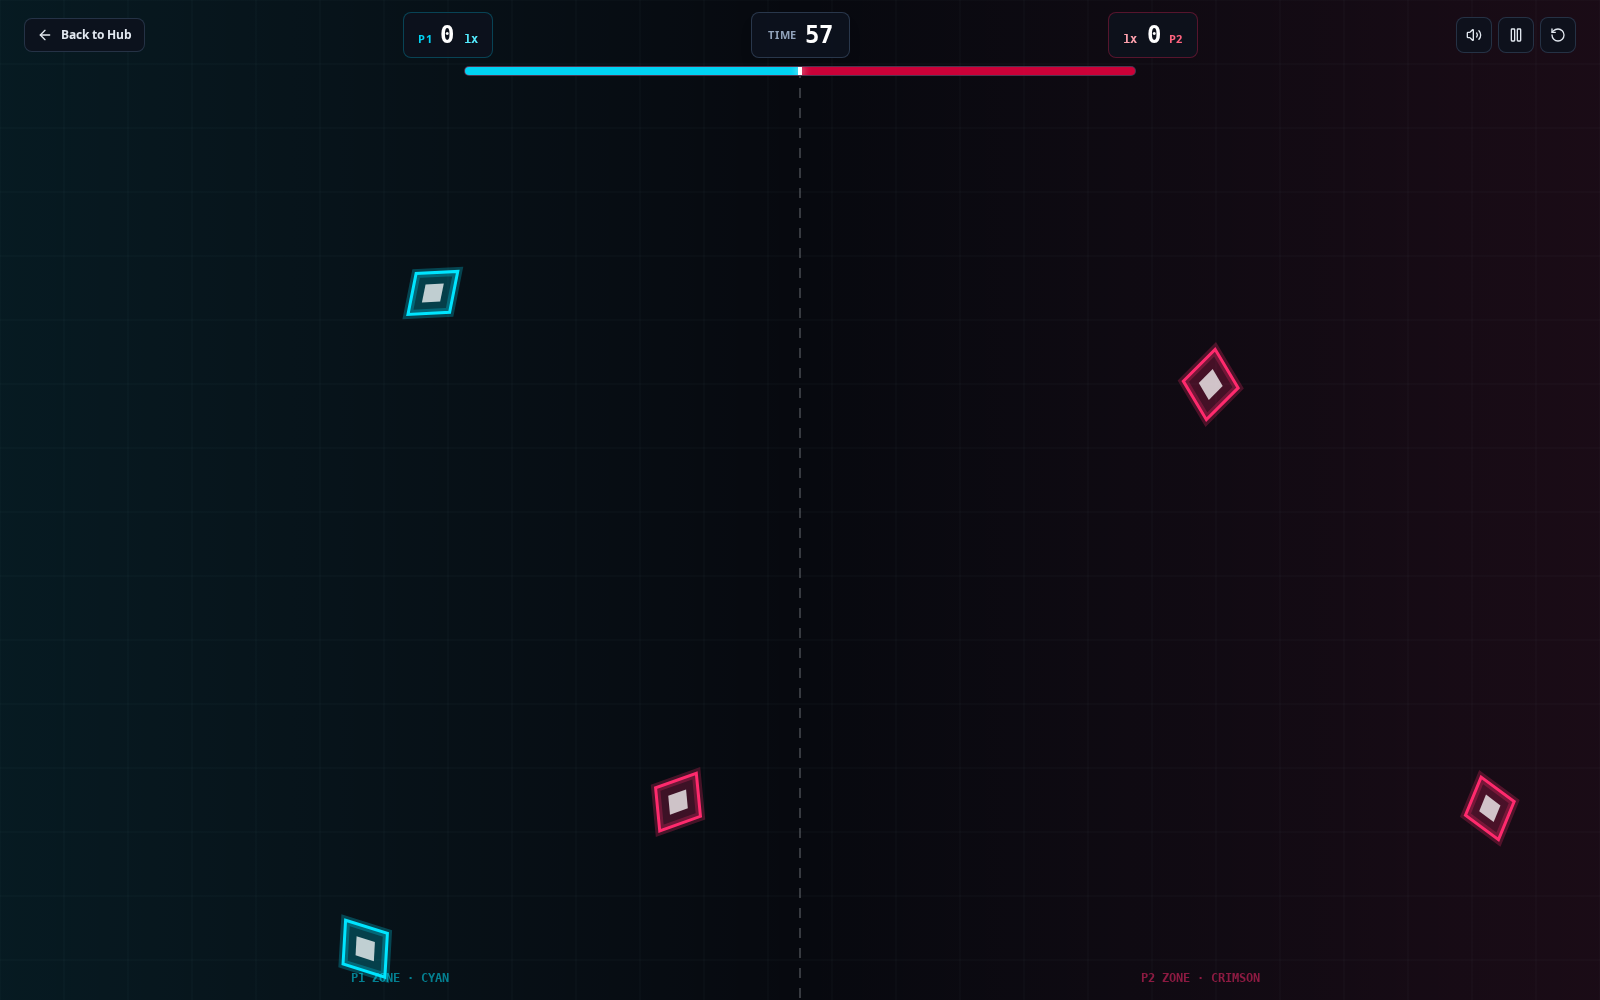 Back to Hub
P1 0 1x
TIME 57
1x 0 P2
P1 ZONE · CYAN
P2 ZONE · CRIMSON